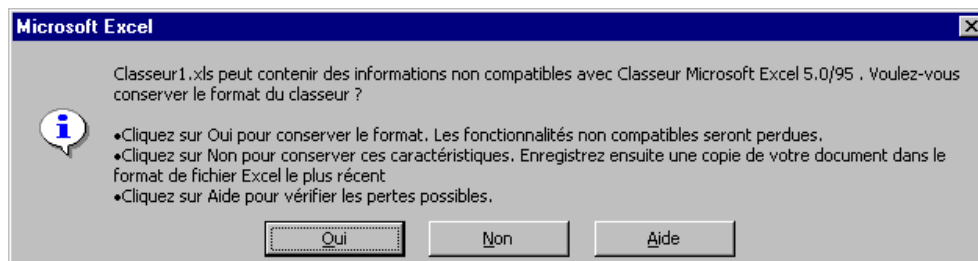 Microsoft Excel
Classeur1.xls peut contenir des informations non compatibles avec Classeur Microsoft Excel 5.0/95 . Voulez-vous
conserver le format du classeur ?
•Cliquez sur Oui pour conserver le format. Les fonctionnalités non compatibles seront perdues.
•Cliquez sur Non pour conserver ces caractéristiques. Enregistrez ensuite une copie de votre document dans le
format de fichier Excel le plus récent
•Cliquez sur Aide pour vérifier les pertes possibles.
Oui Non Aide